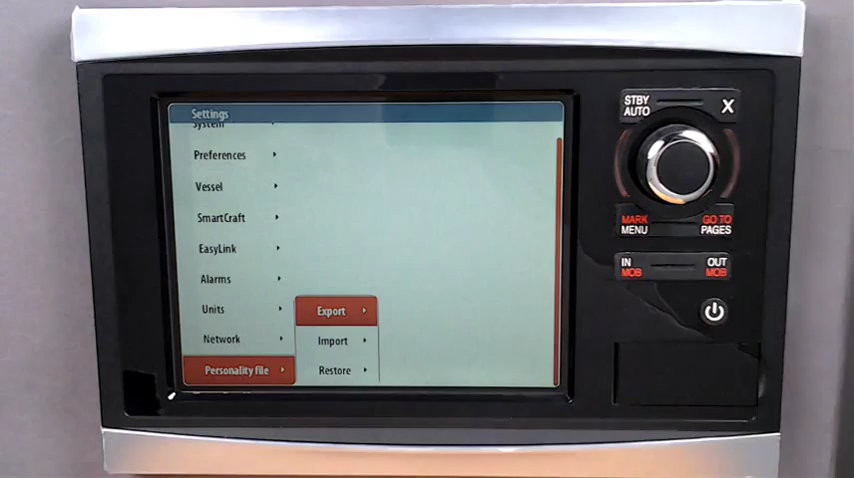 Settings
System
Preferences
Vessel
SmartCraft
EasyLink
Alarms
Units
Network
Personality file
Export
Import
Restore
STBY
AUTO
X
MARK
MENU
GO TO
PAGES
IN
MOB
OUT
MOB